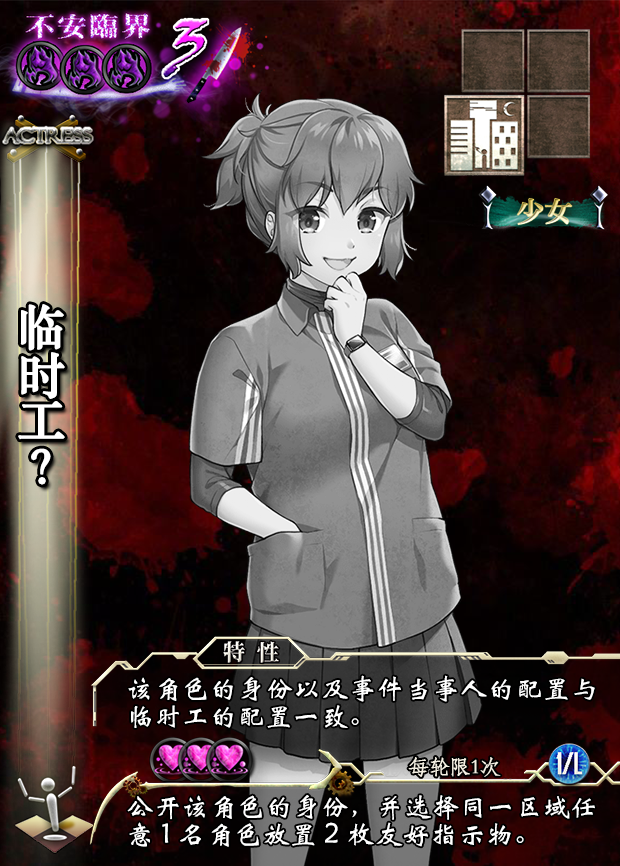 不安臨界
3
ACTRESS
少女
临时工？
特性
该角色的身份以及事件当事人的配置与
临时工的配置一致。
每轮限1次
1/L
公开该角色的身份，并选择同一区域任
意1名角色放置2枚友好指示物。